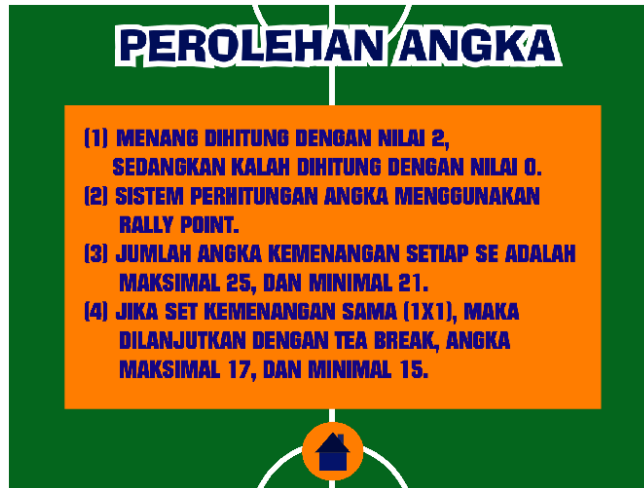 PEROLEHAN ANGKA
(1) MENANG DIHITUNG DENGAN NILAI 2,
SEDANGKAN KALAH DIHITUNG DENGAN NILAI 0.
(2) SISTEM PERHITUNGAN ANGKA MENGGUNAKAN
RALLY POINT.
(3) JUMLAH ANGKA KEMENANGAN SETIAP SE ADALAH
MAKSIMAL 25, DAN MINIMAL 21.
(4) JIKA SET KEMENANGAN SAMA (1X1), MAKA
DILANJUTKAN DENGAN TEA BREAK, ANGKA
MAKSIMAL 17, DAN MINIMAL 15.